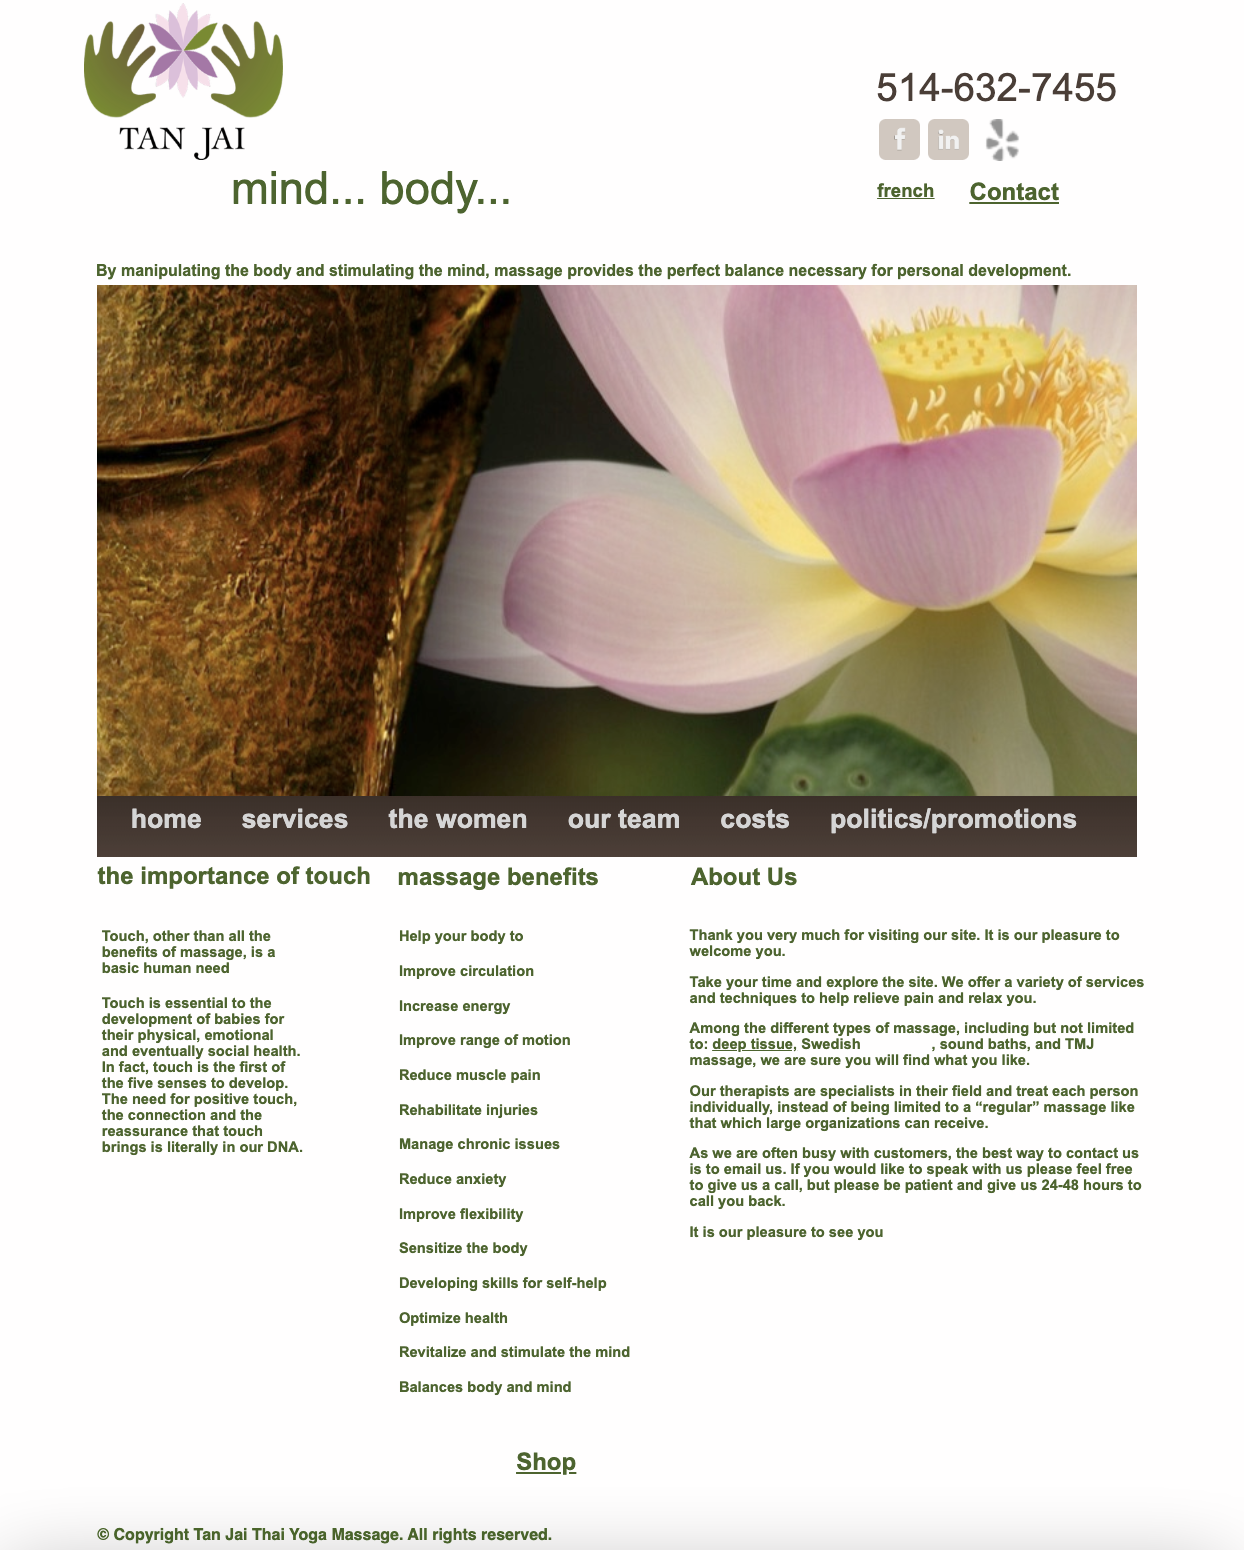 TAN JAI
514-632-7455
f
in
mind... body...
french
Contact
By manipulating the body and stimulating the mind, massage provides the perfect balance necessary for personal development.
home
services
the women
our team
costs
politics/promotions
the importance of touch
Touch, other than all the
benefits of massage, is a
basic human need
Touch is essential to the
development of babies for
their physical, emotional
and eventually social health.
In fact, touch is the first of
the five senses to develop.
The need for positive touch,
the connection and the
reassurance that touch
brings is literally in our DNA.
massage benefits
Help your body to
Improve circulation
Increase energy
Improve range of motion
Reduce muscle pain
Rehabilitate injuries
Manage chronic issues
Reduce anxiety
Improve flexibility
Sensitize the body
Developing skills for self-help
Optimize health
Revitalize and stimulate the mind
Balances body and mind
About Us
Thank you very much for visiting our site. It is our pleasure to
welcome you.
Take your time and explore the site. We offer a variety of services
and techniques to help relieve pain and relax you.
Among the different types of massage, including but not limited
to: deep tissue, Swedish , sound baths, and TMJ
massage, we are sure you will find what you like.
Our therapists are specialists in their field and treat each person
individually, instead of being limited to a “regular” massage like
that which large organizations can receive.
As we are often busy with customers, the best way to contact us
is to email us. If you would like to speak with us please feel free
to give us a call, but please be patient and give us 24-48 hours to
call you back.
It is our pleasure to see you
Shop
© Copyright Tan Jai Thai Yoga Massage. All rights reserved.